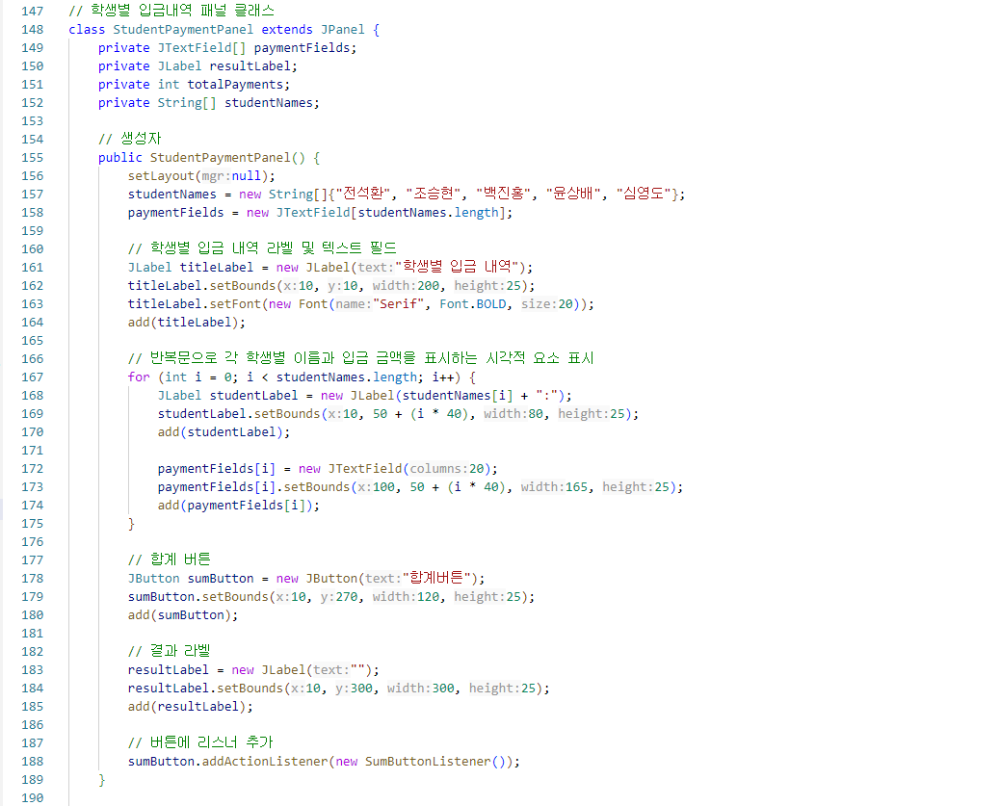 147 // 학생별 입금내역 패널 클래스
148 class StudentPaymentPanel extends JPanel {
149 private JTextField[] paymentFields;
150 private JLabel resultLabel;
151 private int totalPayments;
152 private String[] studentNames;
153
154 // 생성자
155 public StudentPaymentPanel() {
156 setLayout(mgr:null);
157 studentNames = new String[]{"전석환", "조승현", "백진홍", "윤상배", "심영도"};
158 paymentFields = new JTextField[studentNames.length];
159
160 // 학생별 입금 내역 라벨 및 텍스트 필드
161 JLabel titleLabel = new JLabel(text:"학생별 입금 내역");
162 titleLabel.setBounds(x:10, y:10, width:200, height:25);
163 titleLabel.setFont(new Font(name:"Serif", Font.BOLD, size:20));
164 add(titleLabel);
165
166 // 반복문으로 각 학생별 이름과 입금 금액을 표시하는 시각적 요소 표시
167 for (int i = 0; i < studentNames.length; i++) {
168 JLabel studentLabel = new JLabel(studentNames[i] + ":");
169 studentLabel.setBounds(x:10, 50 + (i * 40), width:80, height:25);
170 add(studentLabel);
171
172 paymentFields[i] = new JTextField(columns:20);
173 paymentFields[i].setBounds(x:100, 50 + (i * 40), width:165, height:25);
174 add(paymentFields[i]);
175 }
176
177 // 합계 버튼
178 JButton sumButton = new JButton(text:"합계버튼");
179 sumButton.setBounds(x:10, y:270, width:120, height:25);
180 add(sumButton);
181
182 // 결과 라벨
183 resultLabel = new JLabel(text:"");
184 resultLabel.setBounds(x:10, y:300, width:300, height:25);
185 add(resultLabel);
186
187 // 버튼에 리스너 추가
188 sumButton.addActionListener(new SumButtonListener());
189 }
190